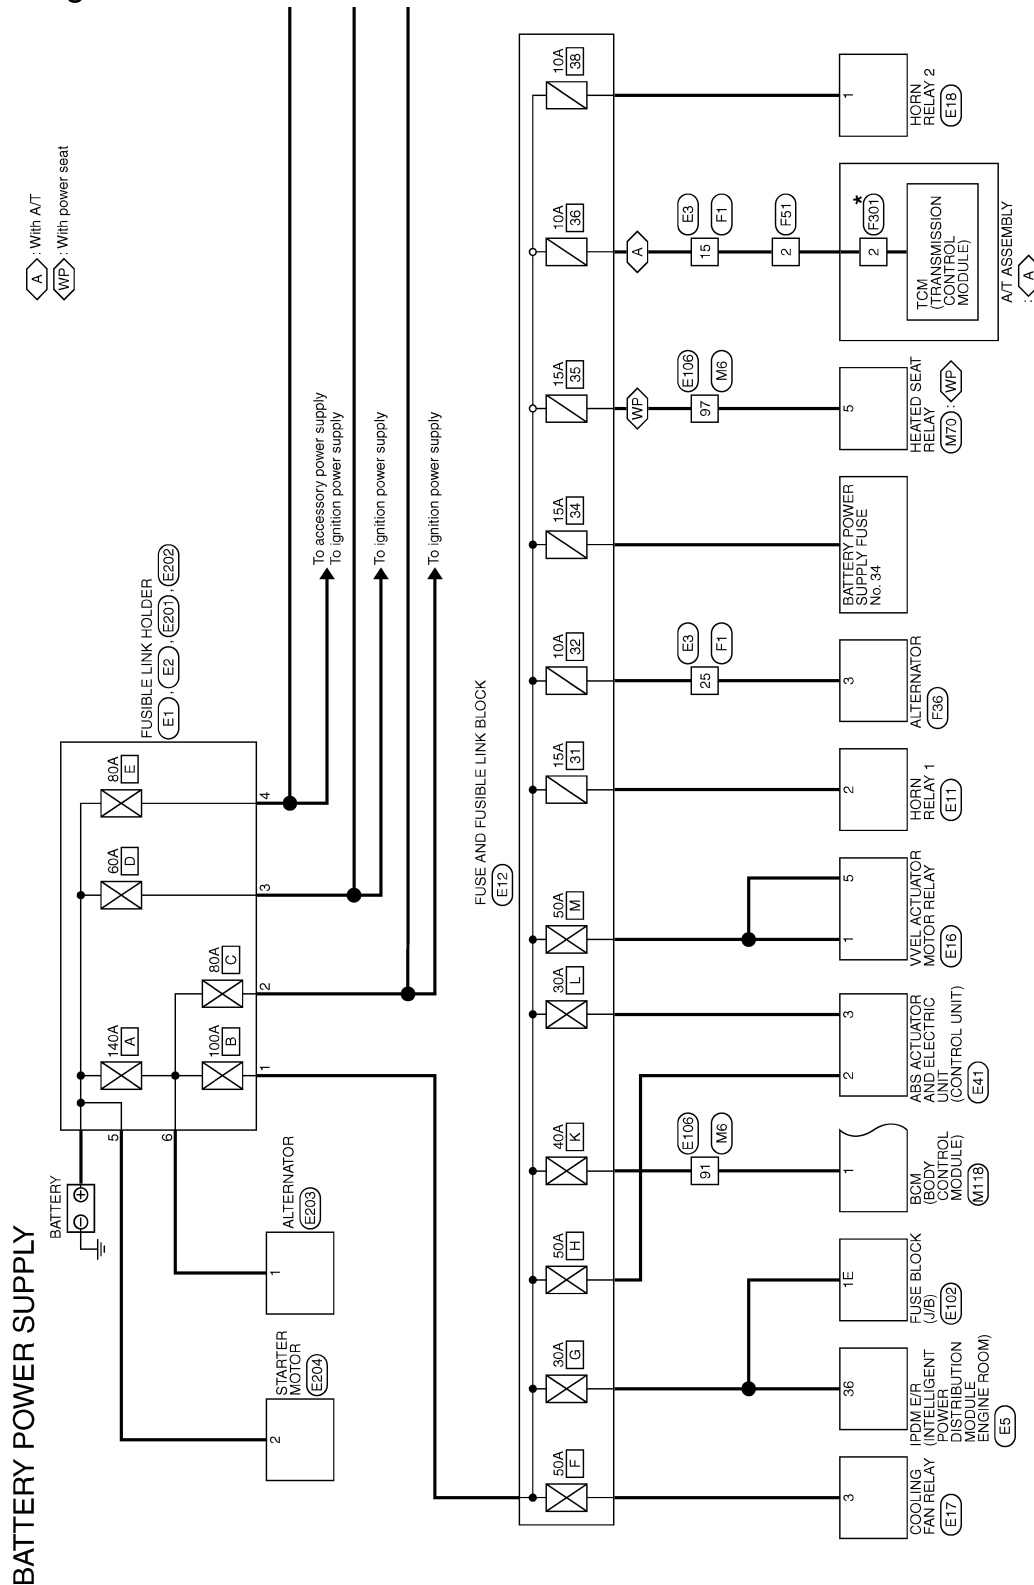 BATTERY POWER SUPPLY
A : With A/T
WP : With power seat
BATTERY
FUSIBLE LINK HOLDER
E1 , E2 , E201 , E202
140A
A
100A
B
80A
C
60A
D
80A
E
5
6
1
2
3
4
STARTER
MOTOR
E204
2
ALTERNATOR
E203
1
To accessory power supply
To ignition power supply
To ignition power supply
To ignition power supply
FUSE AND FUSIBLE LINK BLOCK
E12
50A
F
30A
G
50A
H
40A
K
30A
L
50A
M
15A
31
10A
32
15A
34
15A
35
10A
36
10A
38
91
E106
M6
25
E3
F1
WP
97
E106
M6
A
15
E3
F1
2
F51
3
COOLING
FAN RELAY
E17
36
IPDM E/R
(INTELLIGENT
POWER
DISTRIBUTION
MODULE
ENGINE ROOM)
E5
1E
FUSE BLOCK
(J/B)
E102
1
BCM
(BODY
CONTROL
MODULE)
M118
2
3
ABS ACTUATOR
AND ELECTRIC
UNIT
(CONTROL UNIT)
E41
1
5
VVEL ACTUATOR
MOTOR RELAY
E16
2
HORN
RELAY 1
E11
3
ALTERNATOR
F36
BATTERY POWER
SUPPLY FUSE
No. 34
5
HEATED SEAT
RELAY
M70 : WP
2
F301
*
TCM
(TRANSMISSION
CONTROL
MODULE)
A/T ASSEMBLY
: A
1
HORN
RELAY 2
E18